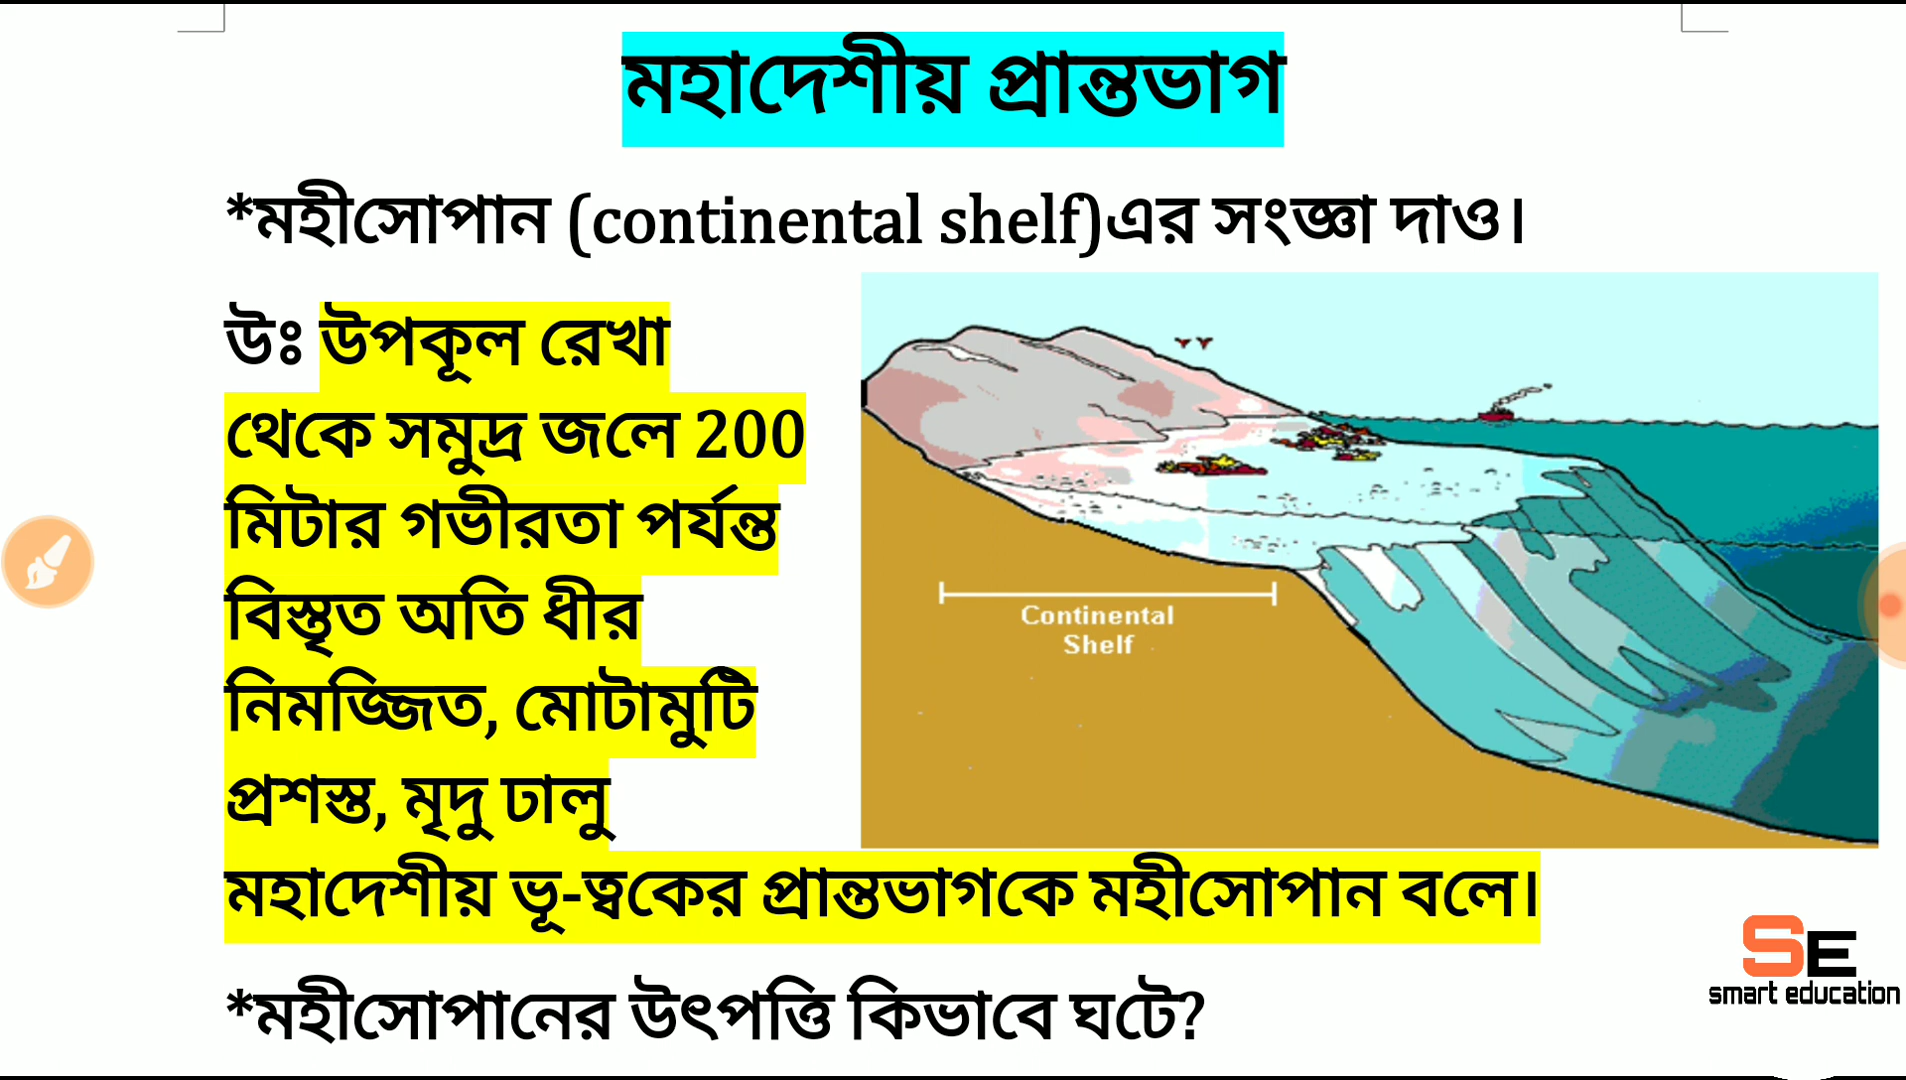 মহাদেশীয় প্রান্তভাগ
*মহীসোপান (continental shelf)এর সংজ্ঞা দাও।
উঃ উপকূল রেখা
থেকে সমুদ্র জলে 200
মিটার গভীরতা পর্যন্ত
বিস্তৃত অতি ধীর
নিমজ্জিত, মোটামুটি
প্রশস্ত, মৃদু ঢালু
মহাদেশীয় ভূ-ত্বকের প্রান্তভাগকে মহীসোপান বলে।
Continental
Shelf
*মহীসোপানের উৎপত্তি কিভাবে ঘটে?
SE
smart education